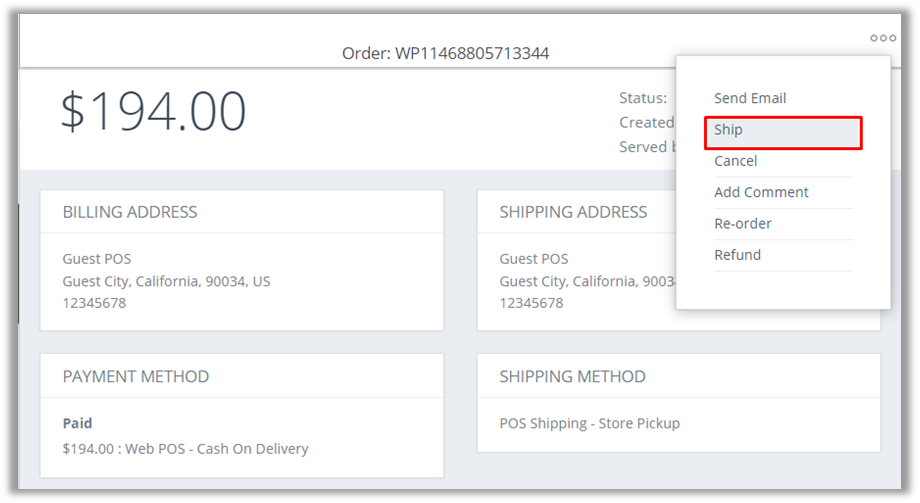 Order: WP11468805713344
$194.00
Status:
Created
Served
Send Email
Ship
Cancel
Add Comment
Re-order
Refund
BILLING ADDRESS
Guest POS
Guest City, California, 90034, US
12345678
SHIPPING ADDRESS
Guest POS
Guest City, California, 9003
12345678
PAYMENT METHOD
Paid
$194.00 : Web POS - Cash On Delivery
SHIPPING METHOD
POS Shipping - Store Pickup